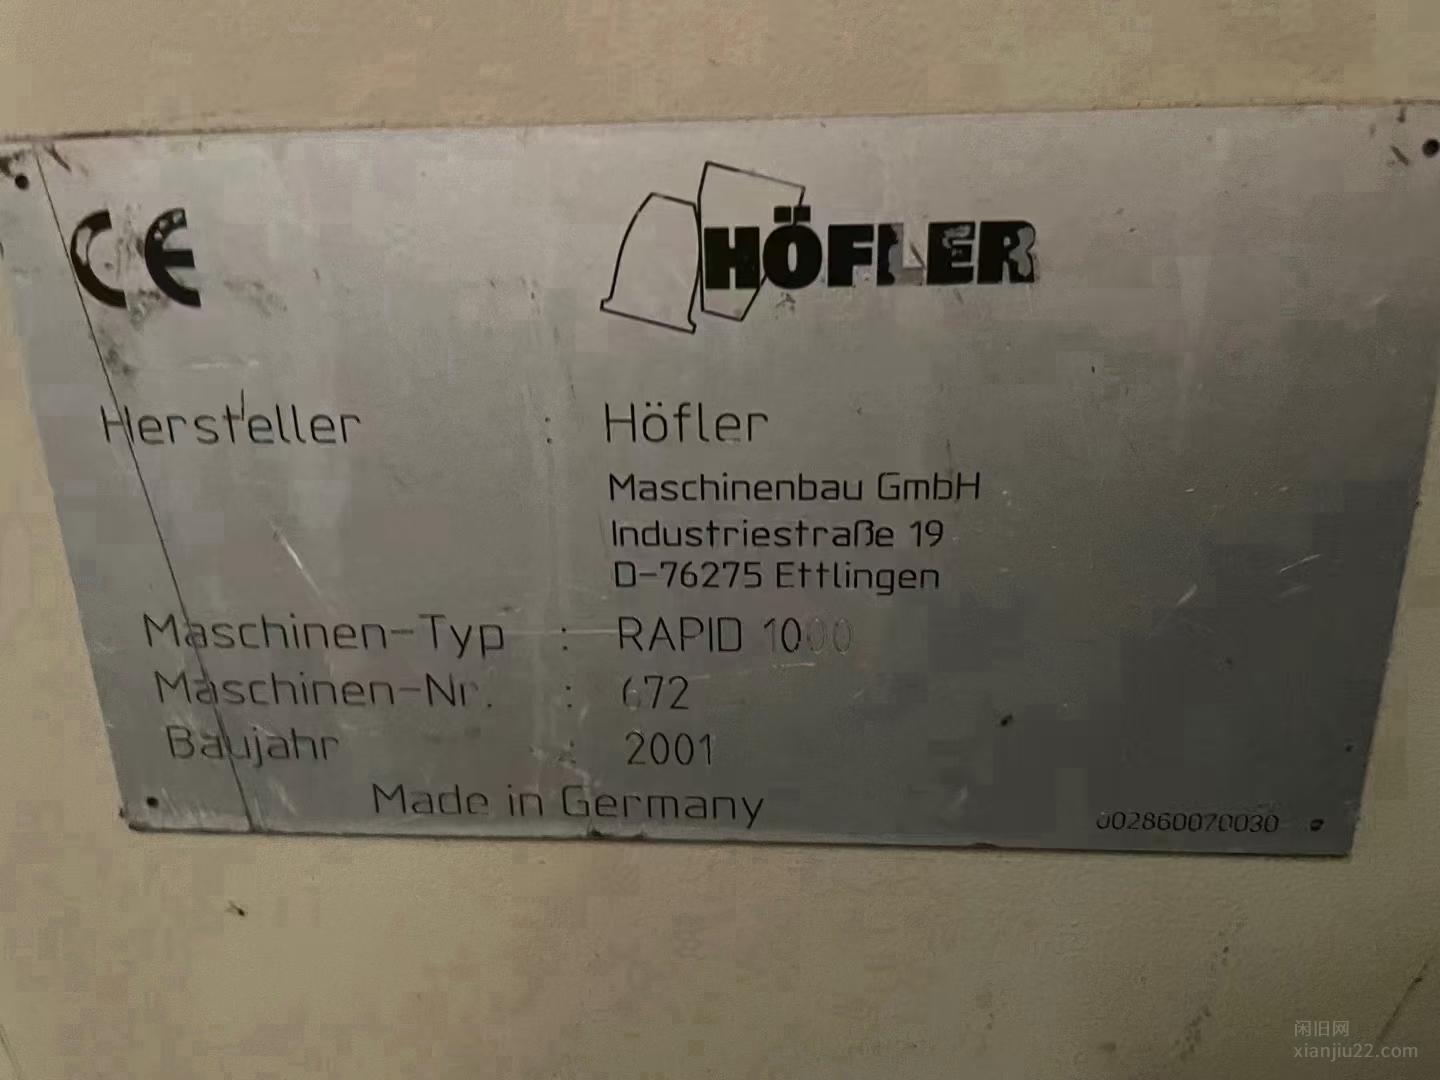 CE
HÖFLER
Hersteller : Höfler
Maschinenbau GmbH
Industriestraße 19
D-76275 Ettlingen
Maschinen-Typ : RAPID 1000
Maschinen-Nr. : 672
Baujahr : 2001
Made in Germany
002860070030
闲旧网
xianjiu22.com